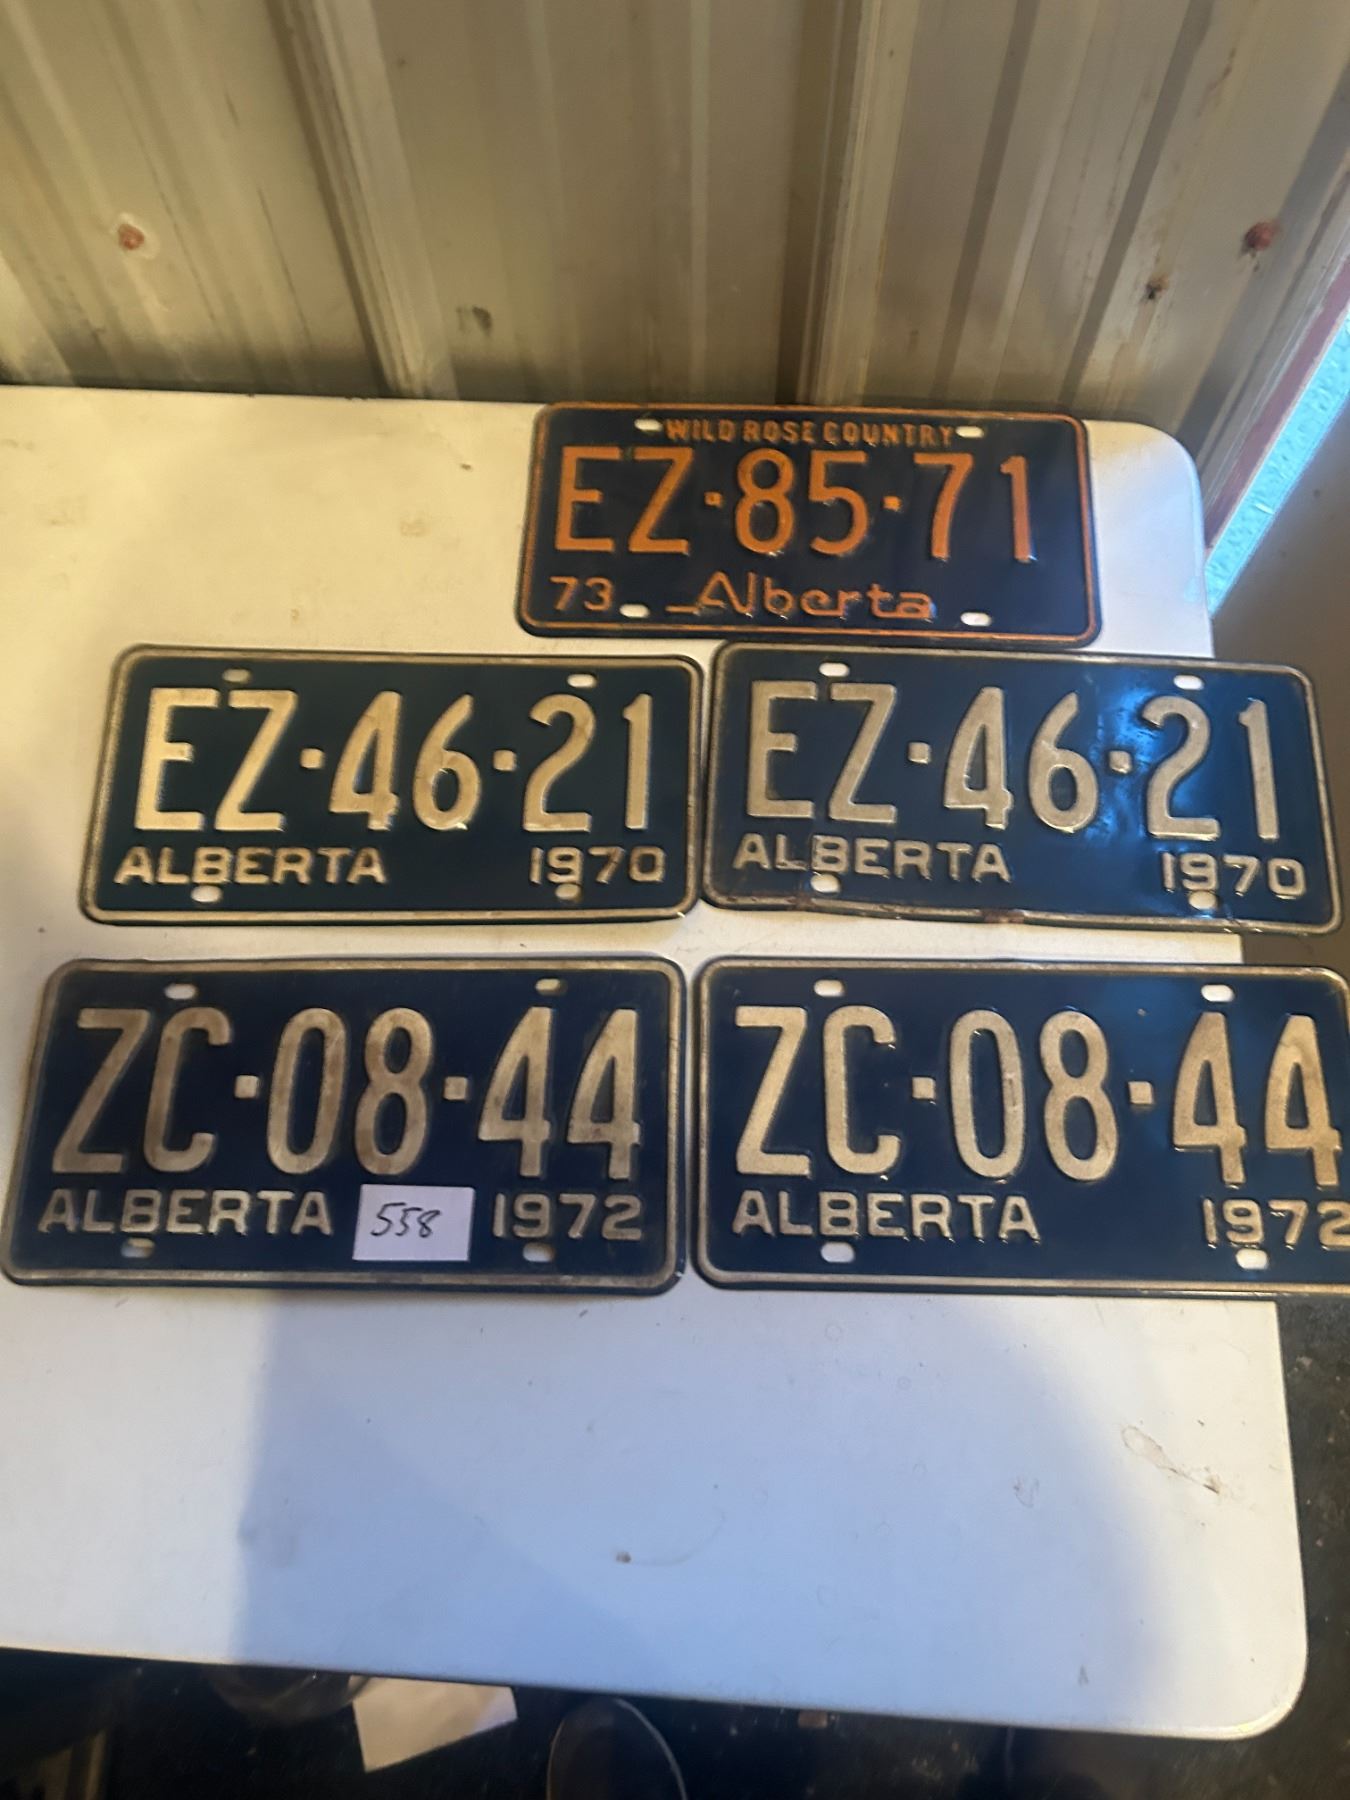 WILD ROSE COUNTRY
EZ·85·71
73 Alberta
EZ·46·21
ALBERTA 1970
EZ·46·21
ALBERTA 1970
ZC·08·44
ALBERTA 558 1972
ZC·08·44
ALBERTA 1972